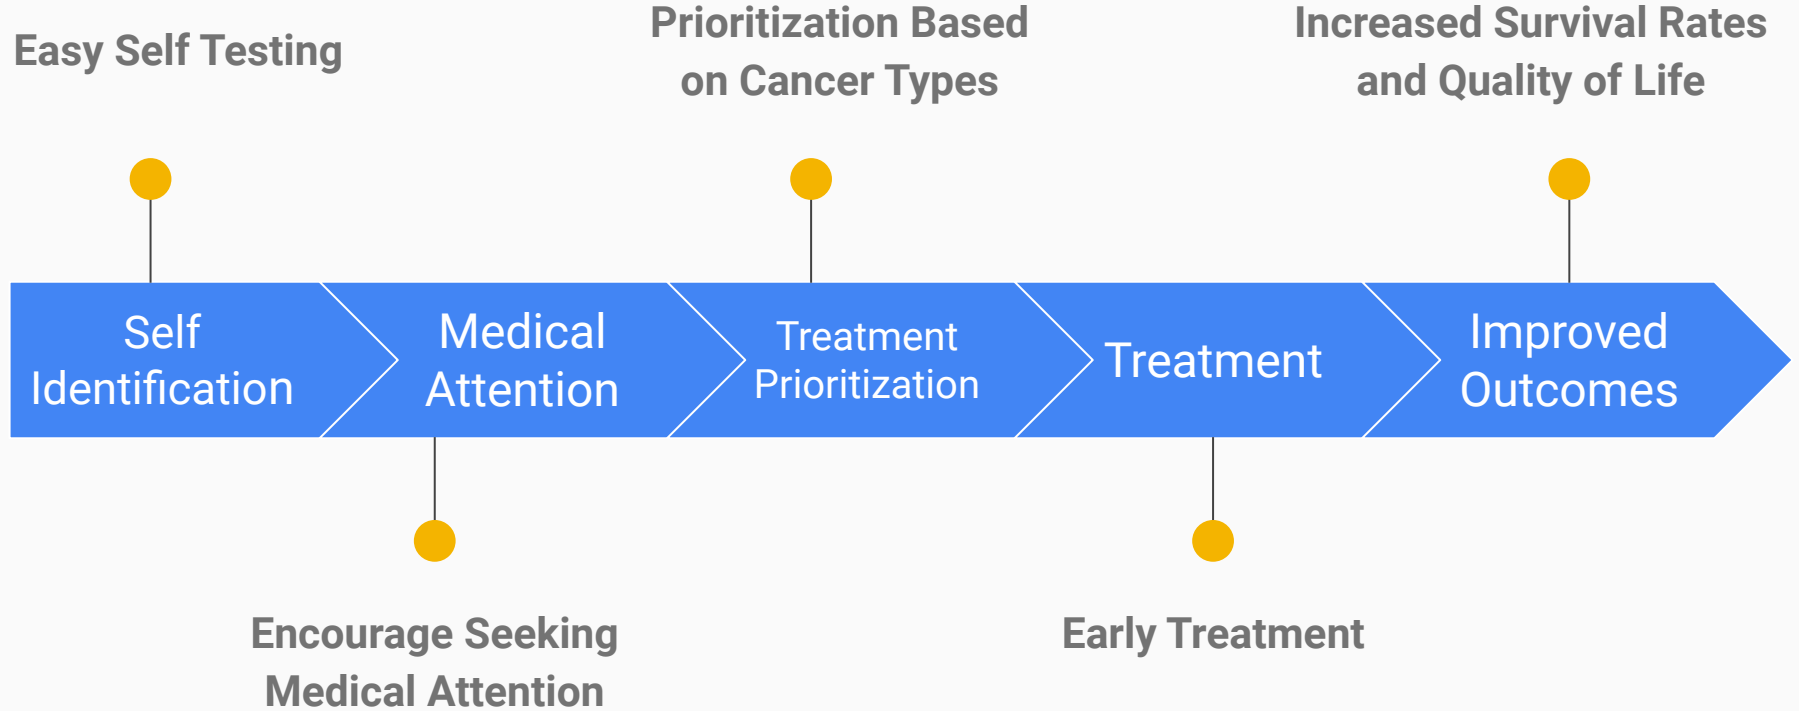 Easy Self Testing
Prioritization Based
on Cancer Types
Increased Survival Rates
and Quality of Life
Self
Identification
Medical
Attention
Treatment
Prioritization
Treatment
Improved
Outcomes
Encourage Seeking
Medical Attention
Early Treatment